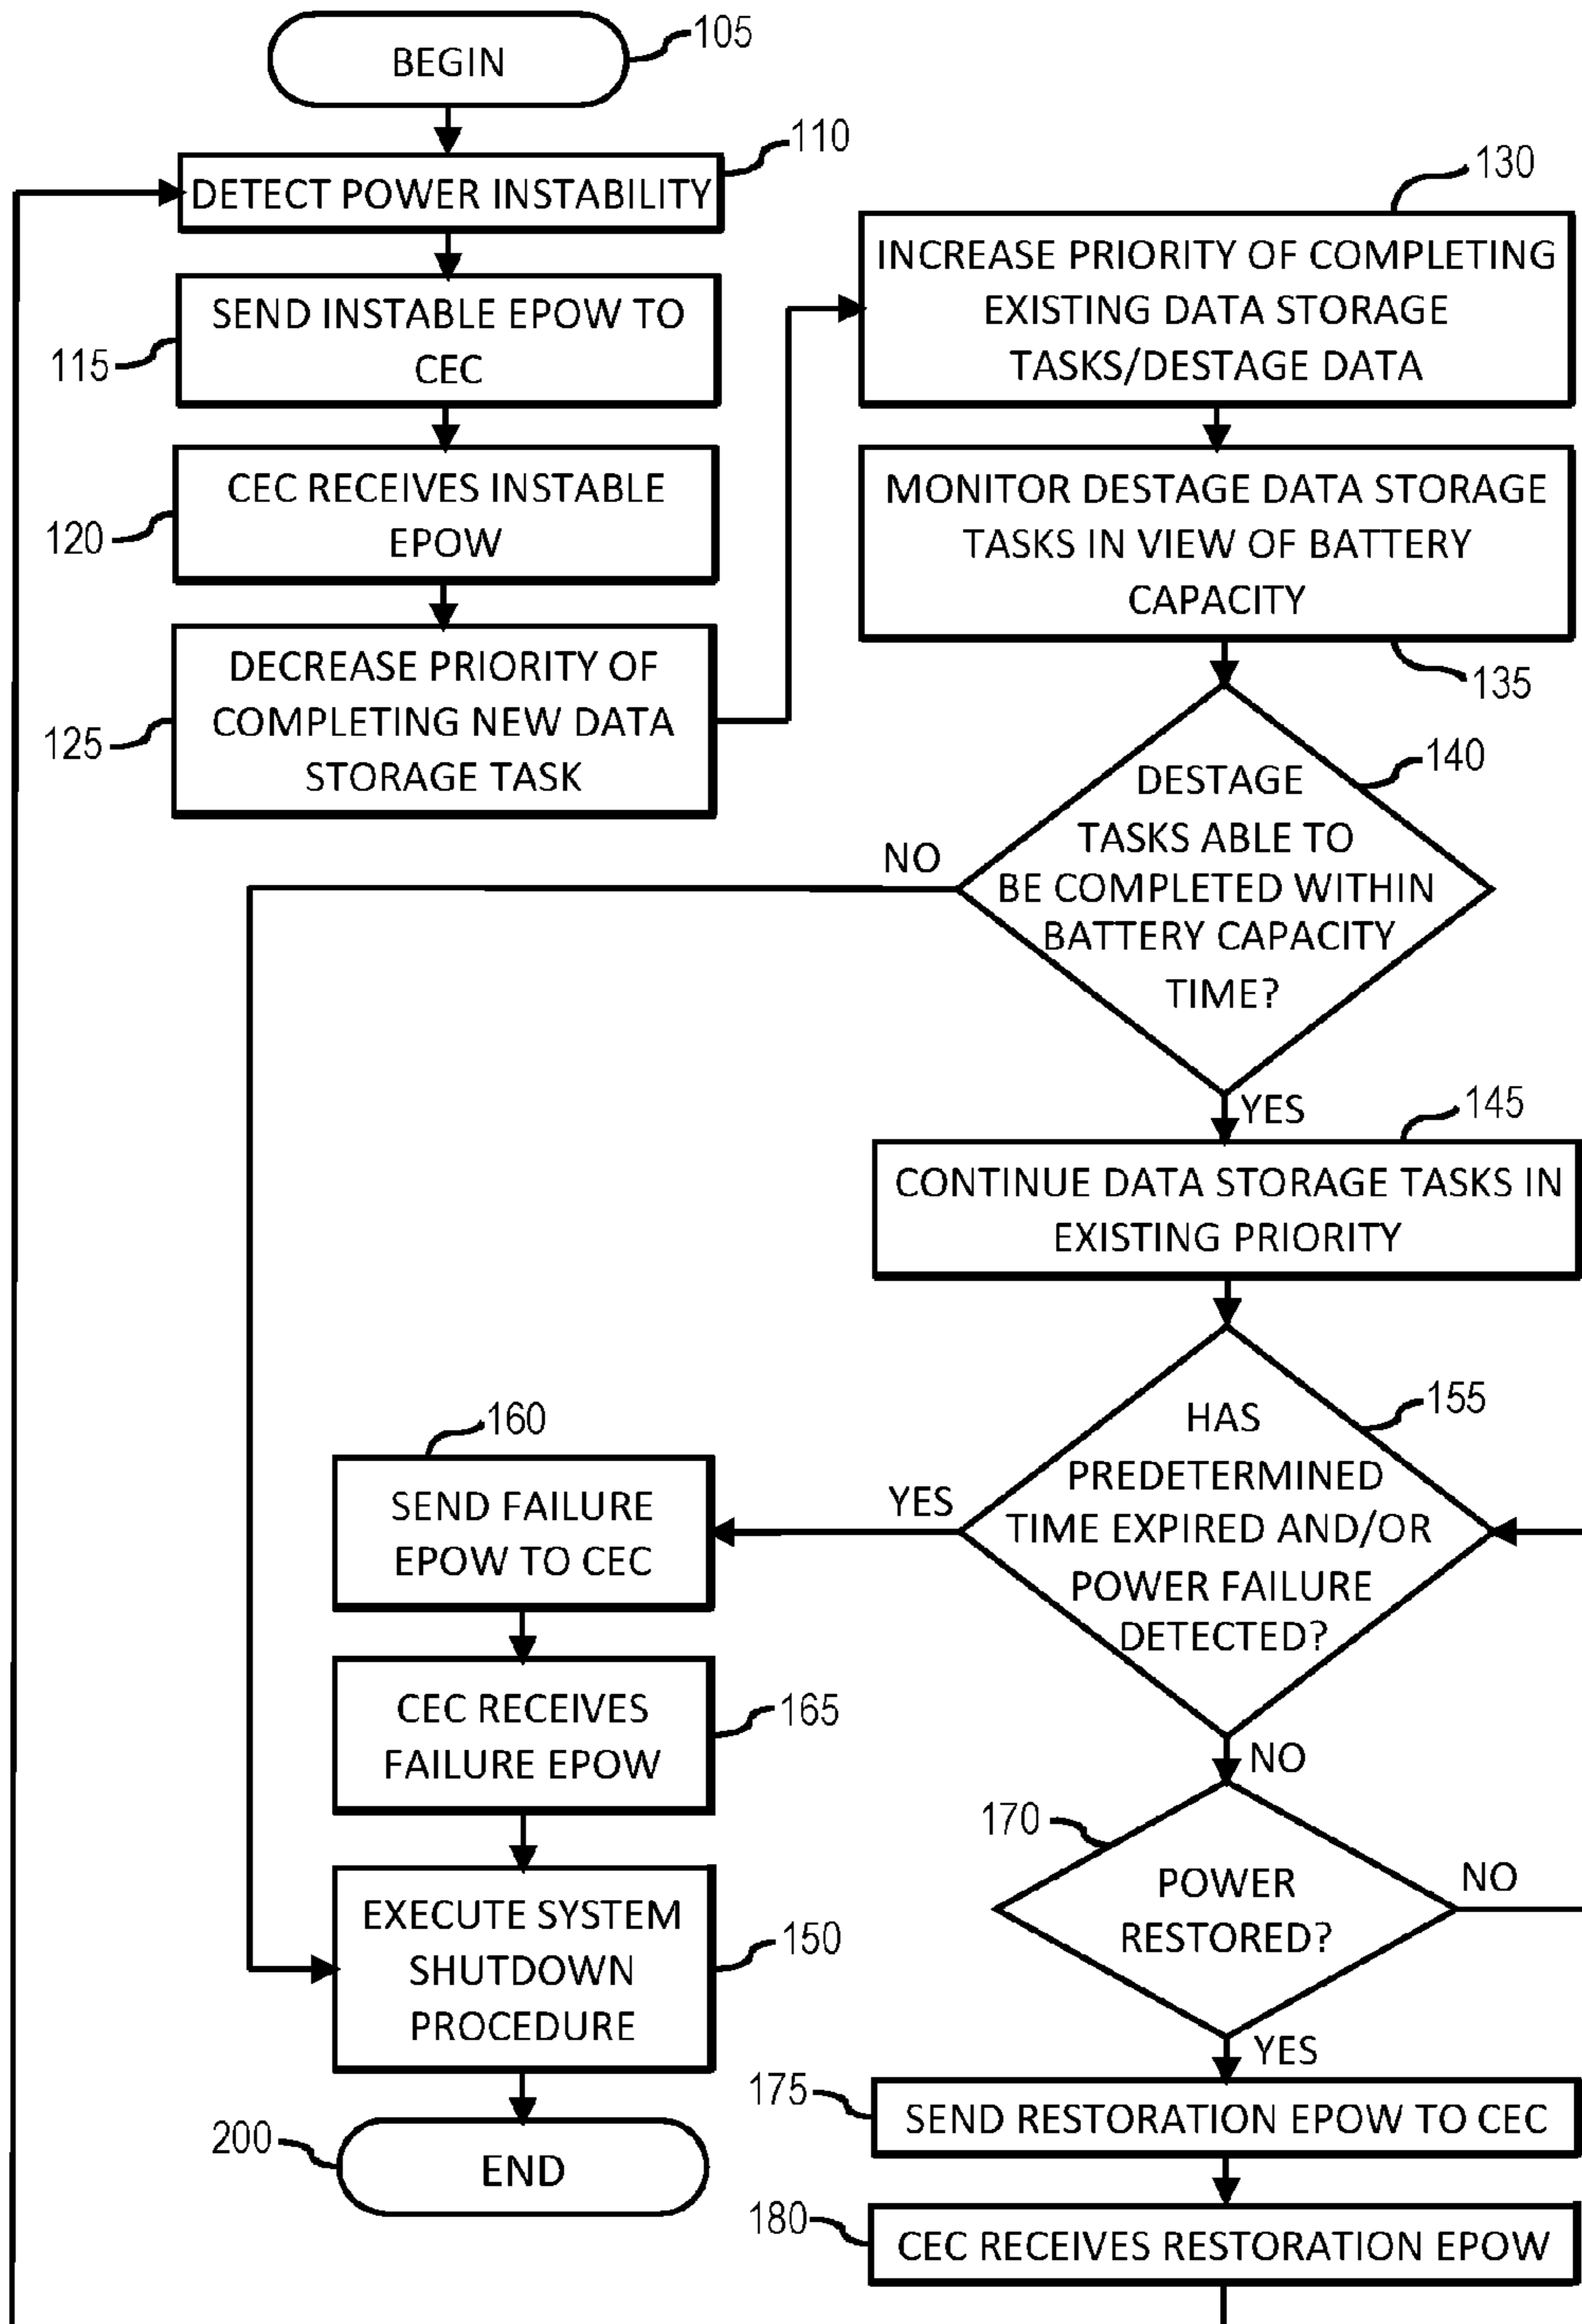 BEGIN
105
DETECT POWER INSTABILITY
110
SEND INSTABLE EPOW TO
CEC
115
CEC RECEIVES INSTABLE
EPOW
120
DECREASE PRIORITY OF
COMPLETING NEW DATA
STORAGE TASK
125
130
INCREASE PRIORITY OF COMPLETING
EXISTING DATA STORAGE
TASKS/DESTAGE DATA
MONITOR DESTAGE DATA STORAGE
TASKS IN VIEW OF BATTERY
CAPACITY
135
140
DESTAGE
TASKS ABLE TO
BE COMPLETED WITHIN
BATTERY CAPACITY
TIME?
NO
YES
145
CONTINUE DATA STORAGE TASKS IN
EXISTING PRIORITY
155
HAS
PREDETERMINED
TIME EXPIRED AND/OR
POWER FAILURE
DETECTED?
YES
NO
160
SEND FAILURE
EPOW TO CEC
CEC RECEIVES
FAILURE EPOW
165
EXECUTE SYSTEM
SHUTDOWN
PROCEDURE
150
200
END
170
POWER
RESTORED?
NO
YES
175
SEND RESTORATION EPOW TO CEC
180
CEC RECEIVES RESTORATION EPOW